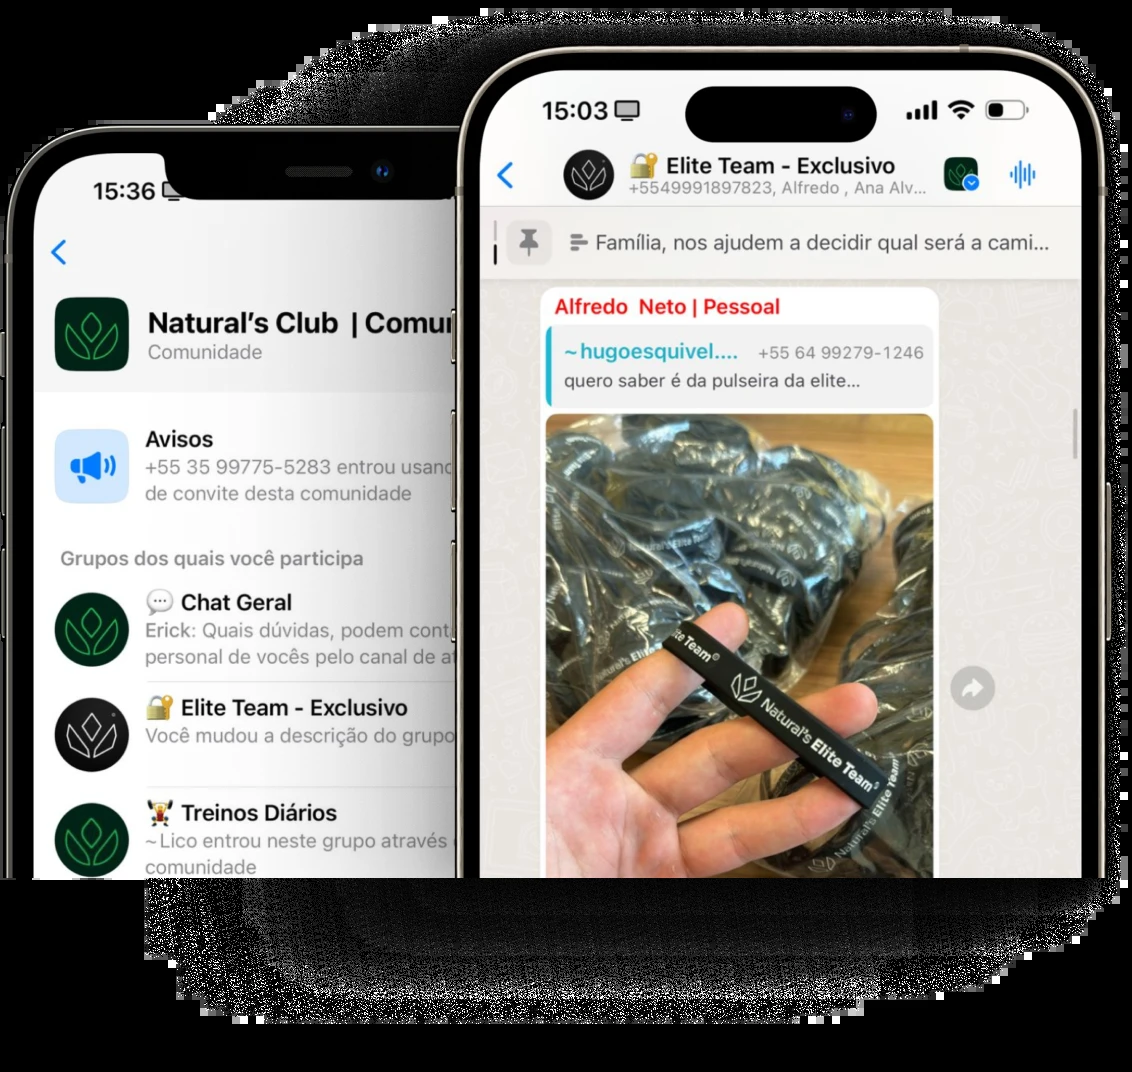 15:36
Natural's Club | Comu
Comunidade
Avisos
+55 35 99775-5283 entrou usand
de convite desta comunidade
Grupos dos quais você participa
Chat Geral
Erick: Quais dúvidas, podem cont
personal de vocês pelo canal de at
Elite Team - Exclusivo
Você mudou a descrição do grupo
Treinos Diários
~Lico entrou neste grupo através
comunidade
15:03
Elite Team - Exclusivo
+5549991897823, Alfredo , Ana Alv...
Família, nos ajudem a decidir qual será a cami...
Alfredo Neto | Pessoal
~hugoesquivel.... +55 64 99279-1246
quero saber é da pulseira da elite...
ite Team®
Natural's Elite Team®
Natural's Elite Team